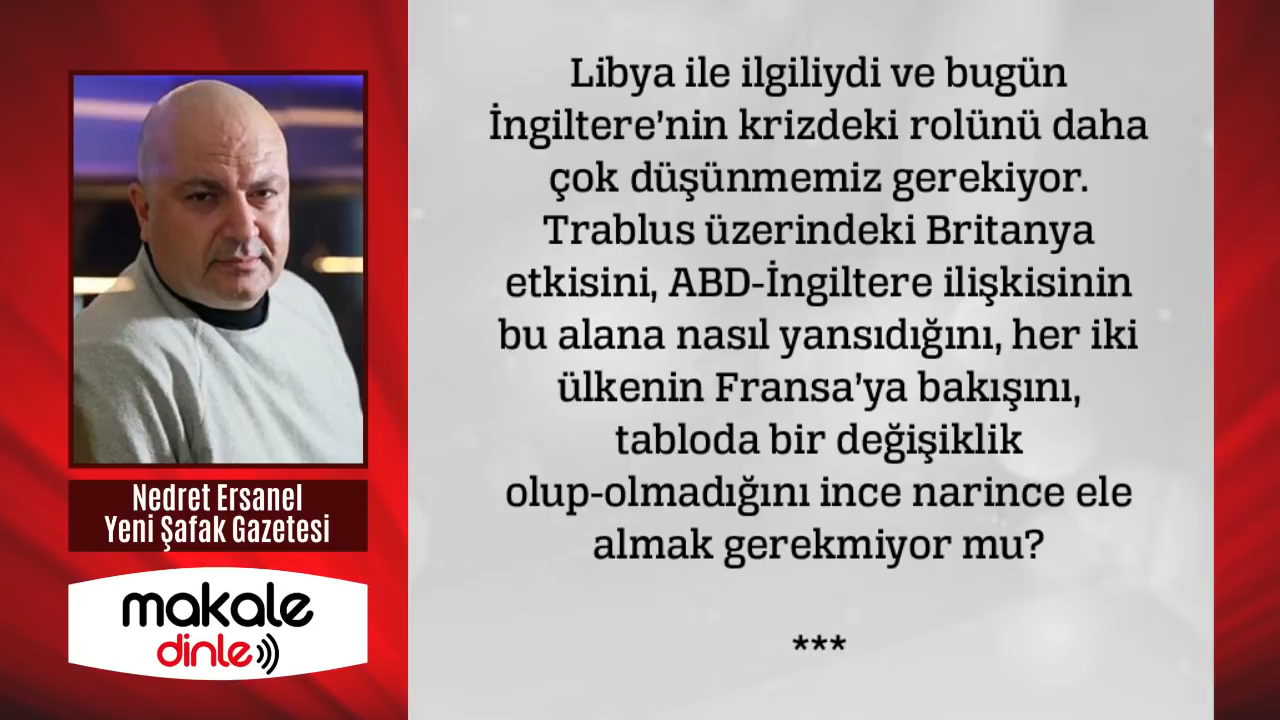 Libya ile ilgiliydi ve bugün
İngiltere’nin krizdeki rolünü daha
çok düşünmemiz gerekiyor.
Trablus üzerindeki Britanya
etkisini, ABD-İngiltere ilişkisinin
bu alana nasıl yansıdığını, her iki
ülkenin Fransa’ya bakışını,
tabloda bir değişiklik
olup-olmadığını ince narince ele
almak gerekmiyor mu?
***
Nedret Ersanel
Yeni Şafak Gazetesi
makale
dinle